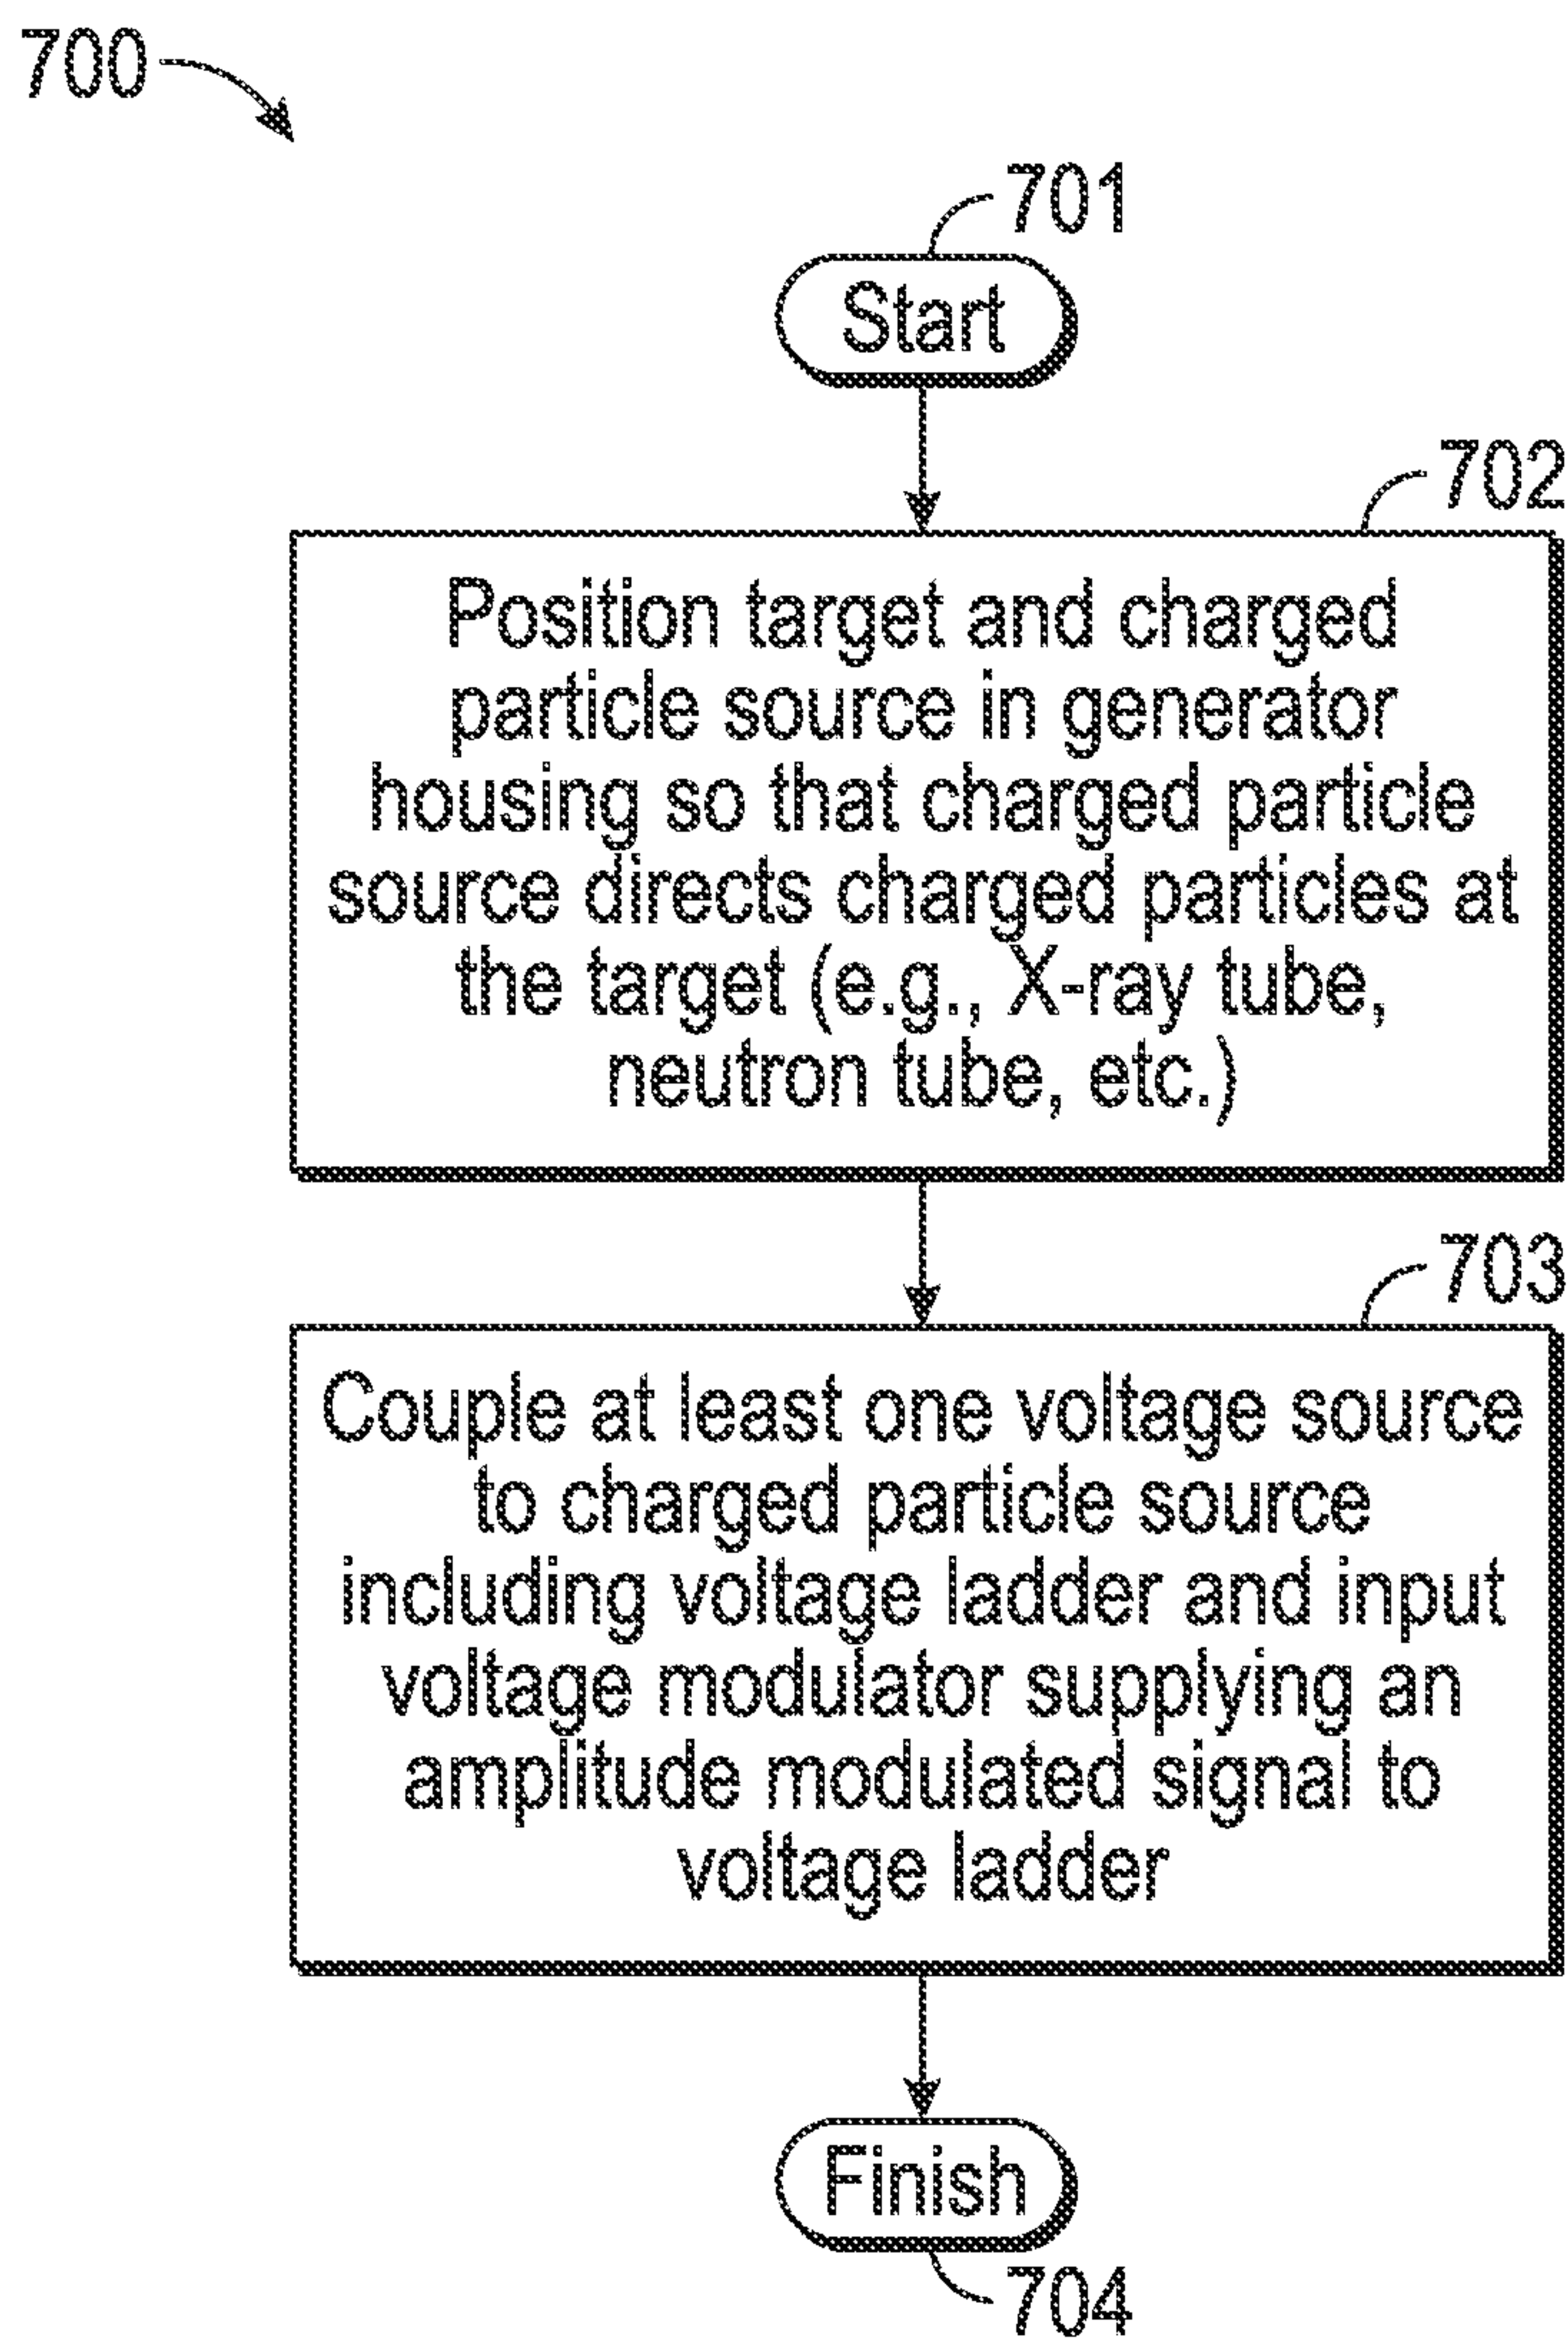 700
701
Start
702
Position target and charged
particle source in generator
housing so that charged particle
source directs charged particles at
the target (e.g., X-ray tube,
neutron tube, etc.)
703
Couple at least one voltage source
to charged particle source
including voltage ladder and input
voltage modulator supplying an
amplitude modulated signal to
voltage ladder
Finish
704